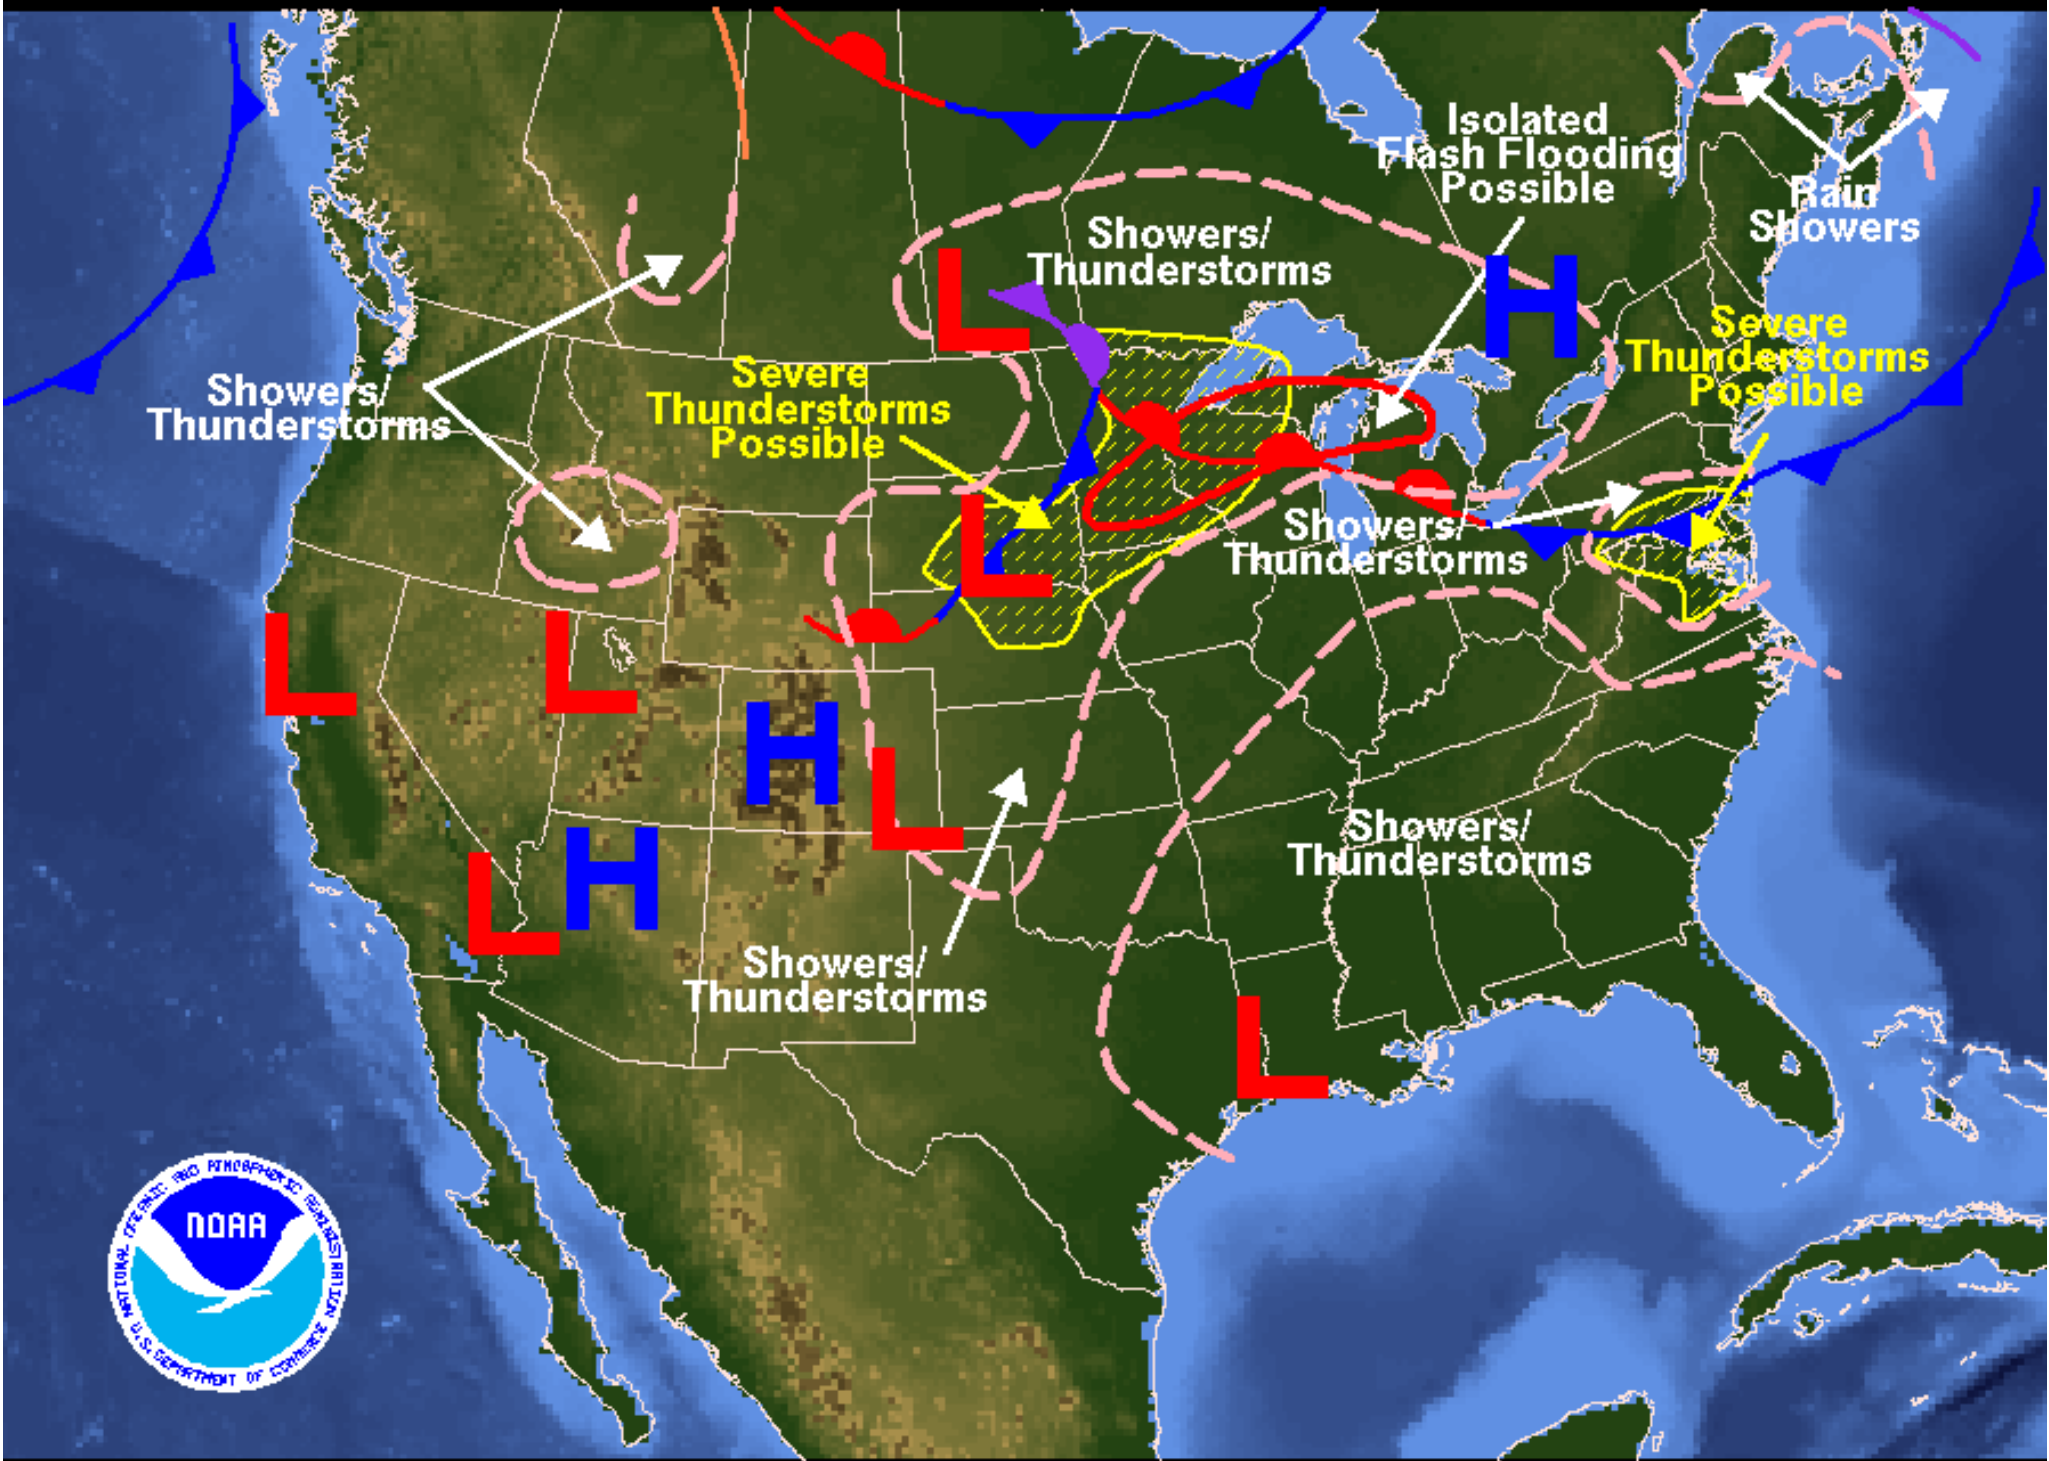 Isolated
Flash Flooding
Possible
Rain
Showers
Showers/
Thunderstorms
L
H
Severe
Thunderstorms
Possible
Severe
Thunderstorms
Possible
Showers/
Thunderstorms
L
Showers/
Thunderstorms
L
L
H
L
H
L
Showers/
Thunderstorms
Showers/
Thunderstorms
L
NATIONAL OCEANIC AND ATMOSPHERIC ADMINISTRATION
NOAA
U.S. DEPARTMENT OF COMMERCE